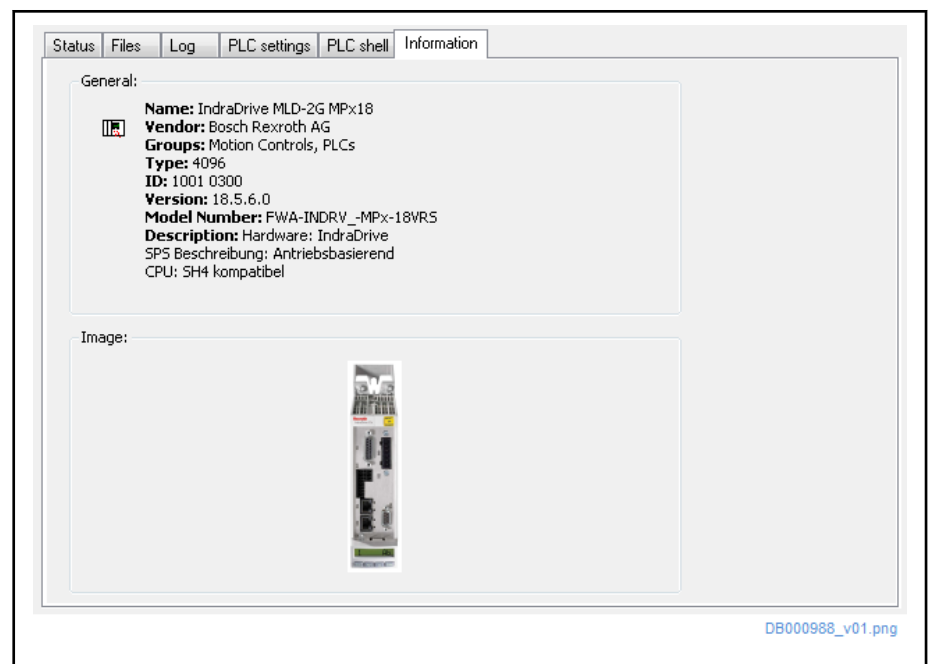 Status Files Log PLC settings PLC shell Information
General:
Name: IndraDrive MLD-2G MPx18
Vendor: Bosch Rexroth AG
Groups: Motion Controls, PLCs
Type: 4096
ID: 1001 0300
Version: 18.5.6.0
Model Number: FWA-INDRV_-MPx-18VRS
Description: Hardware: IndraDrive
SPS Beschreibung: Antriebsbasierend
CPU: SH4 kompatibel
Image:
DB000988_v01.png